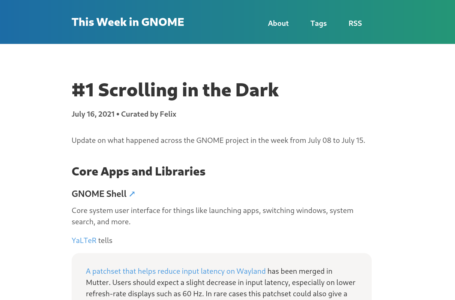 This Week in GNOME
About Tags RSS
#1 Scrolling in the Dark
July 16, 2021 • Curated by Felix
Update on what happened across the GNOME project in the week from July 08 to July 15.
Core Apps and Libraries
GNOME Shell ↗
Core system user interface for things like launching apps, switching windows, system
search, and more.
YaLTeR tells
A patchset that helps reduce input latency on Wayland has been merged in
Mutter. Users should expect a slight decrease in input latency, especially on lower
refresh-rate displays such as 60 Hz. In rare cases this patchset could also give a